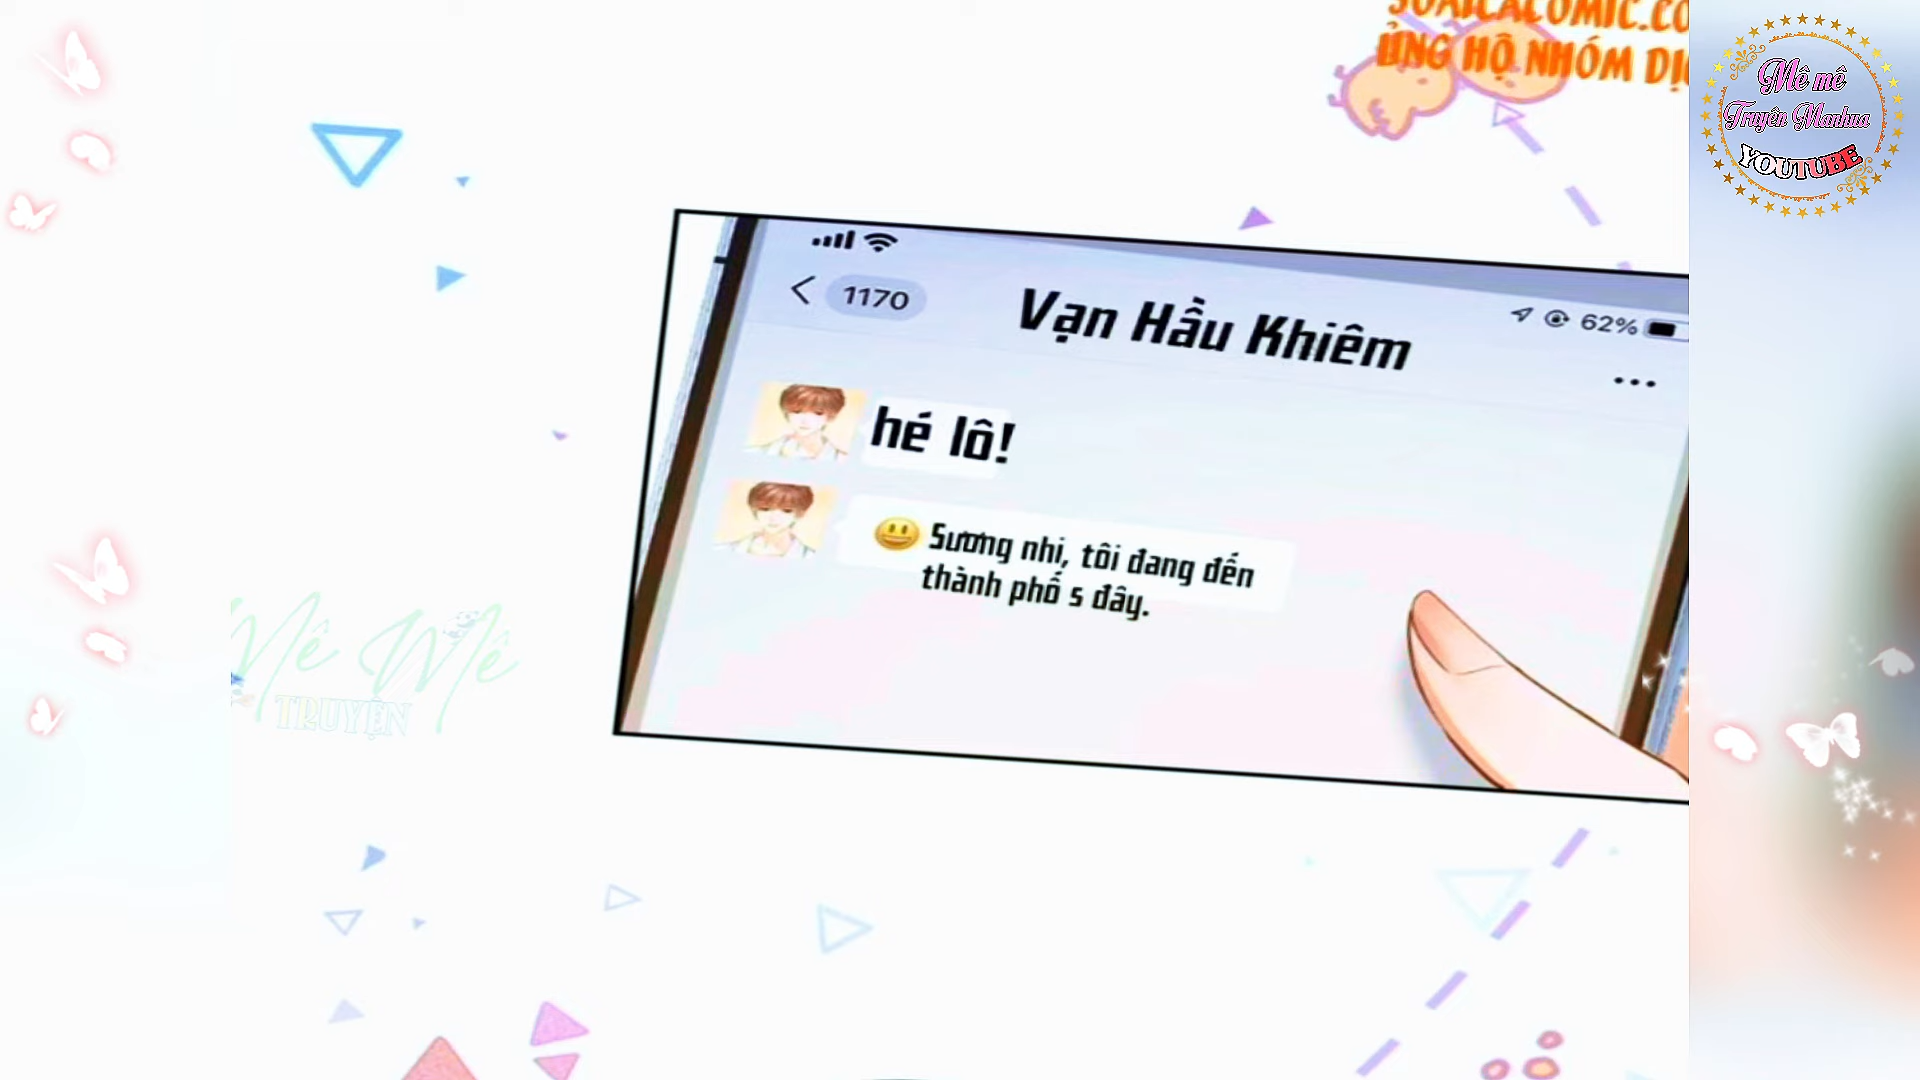 ỦNG HỘ NHÓM
Mê mê
Truyện Manhua
YOUTUBE
1170
Vạn Hầu Khiêm
62%
...
hé lô!
😃 Sương nhi, tôi đang đến
thành phố s đây.
Mê Mê
TRUYỆN